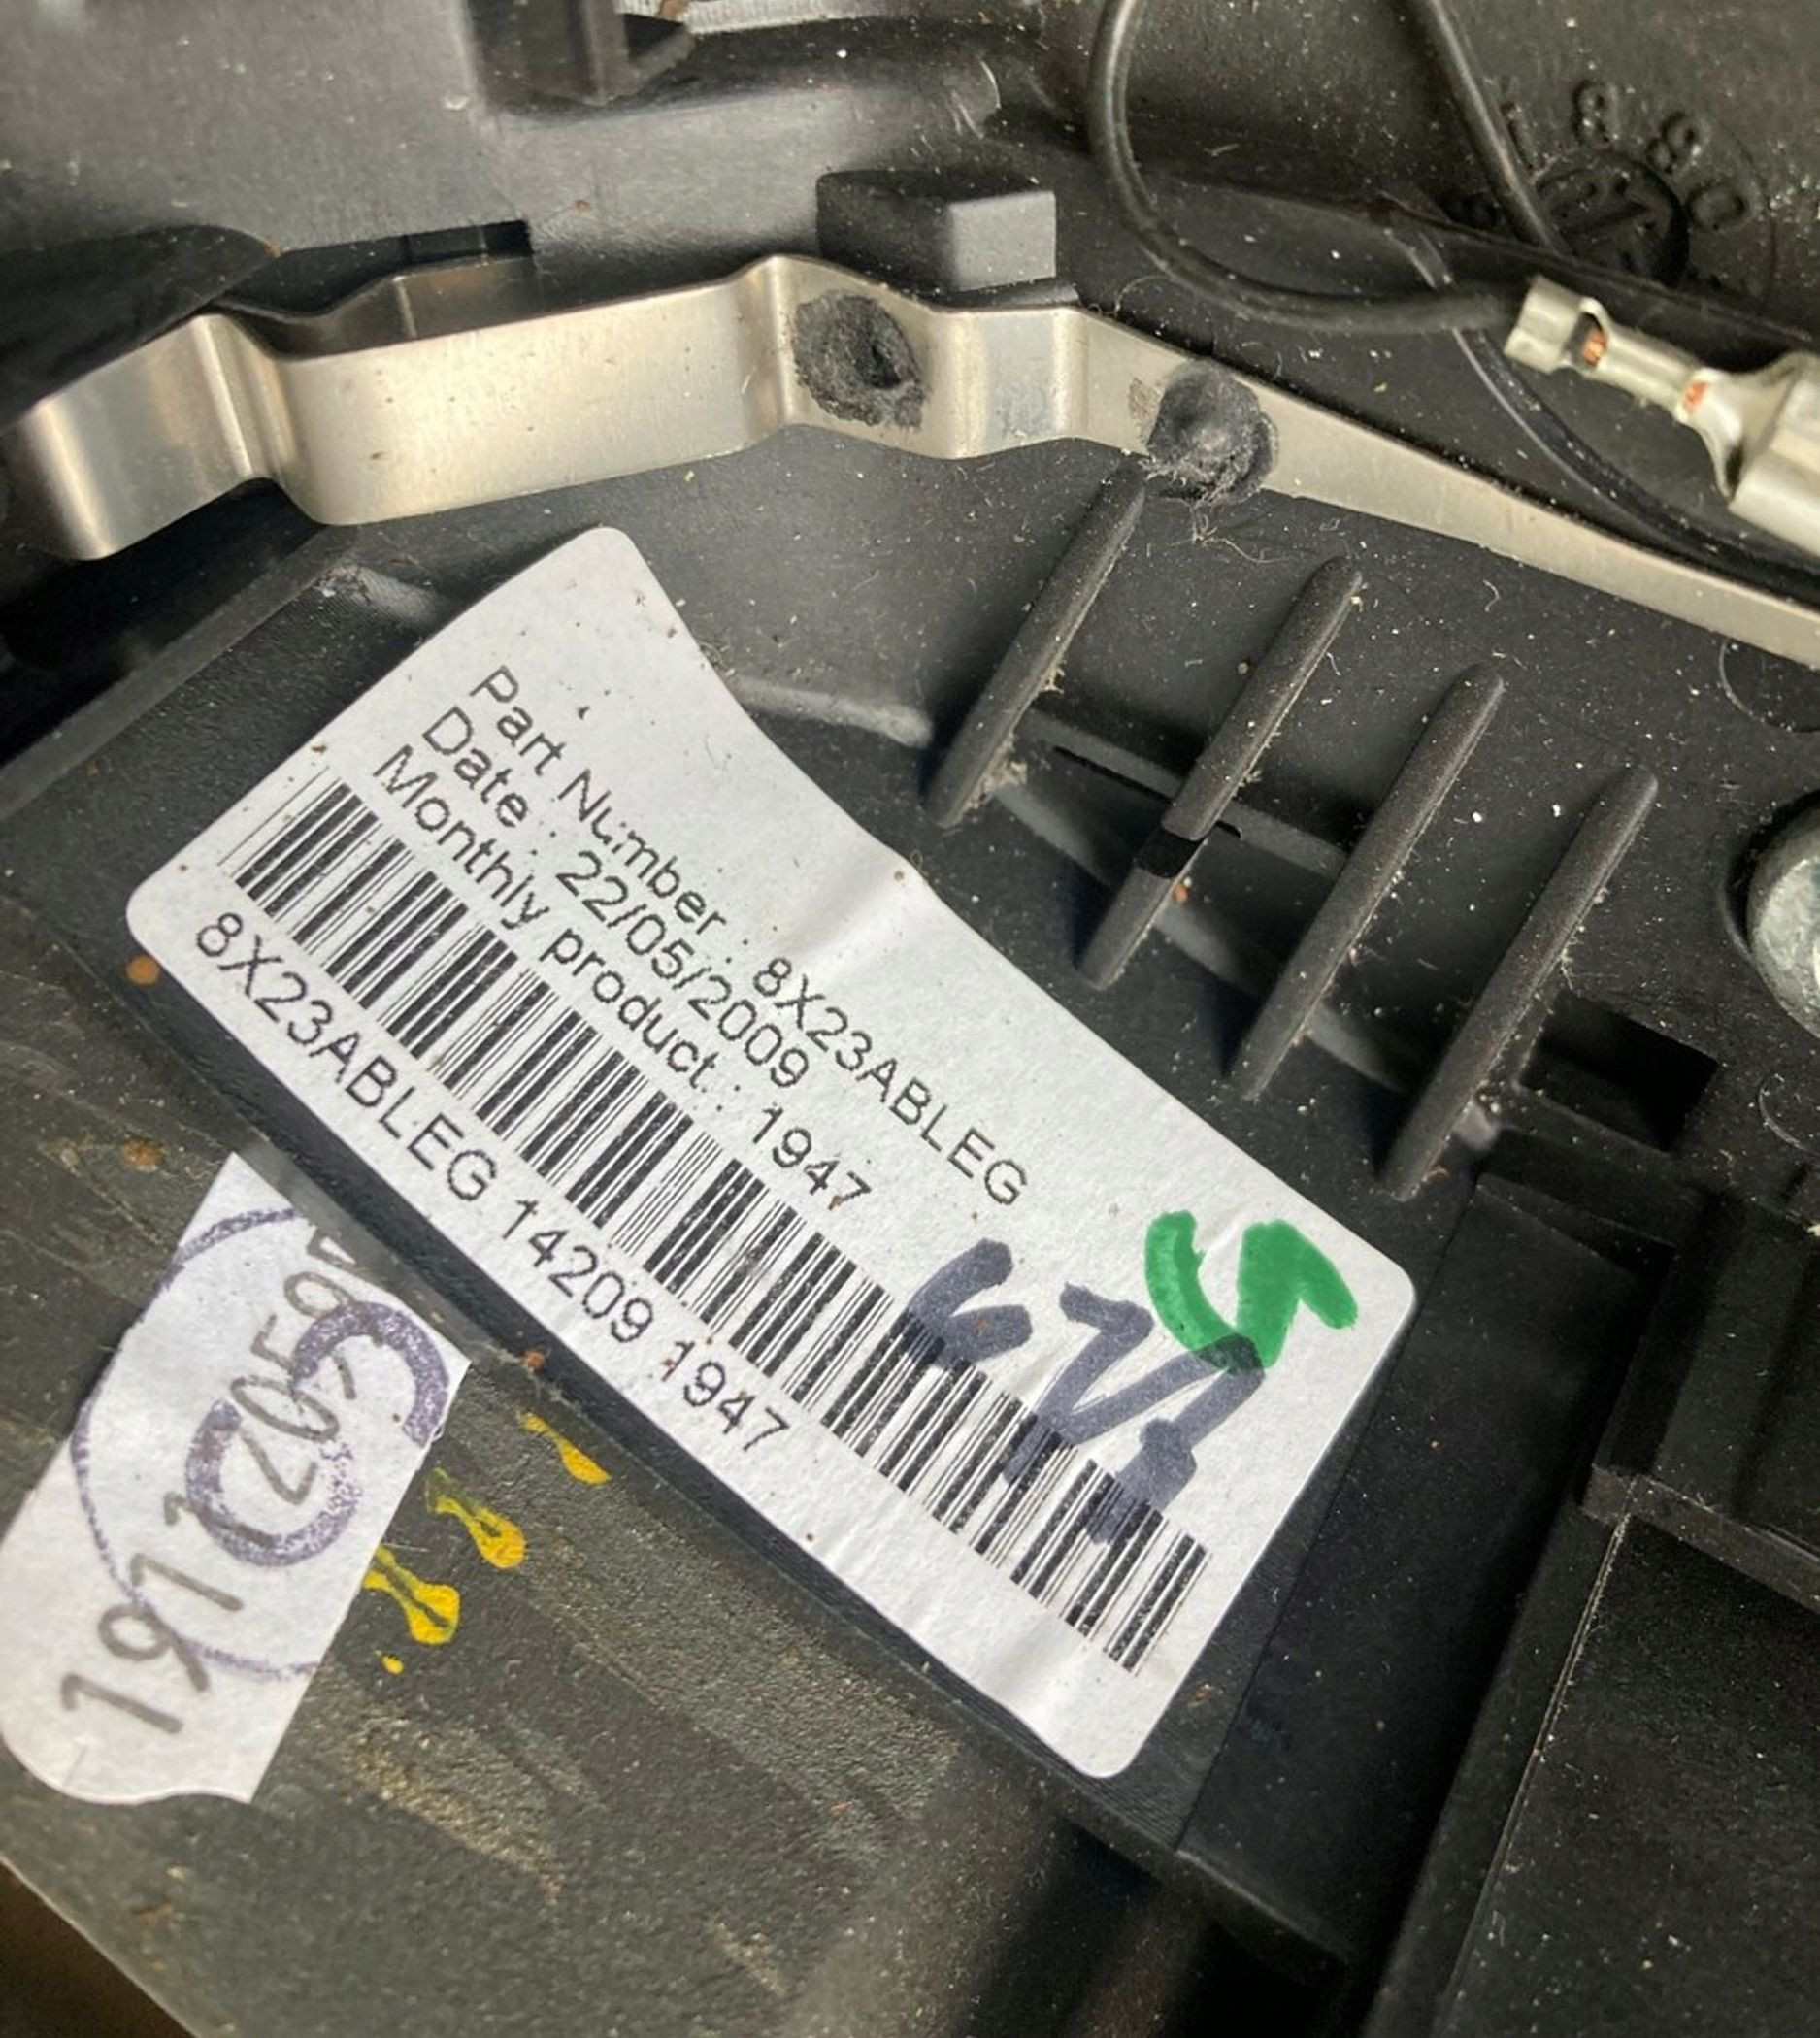 Part Number : 8X23ABLEG
Date : 22/05/2009
Monthly product : 1947
8X23ABLEG 14209 1947